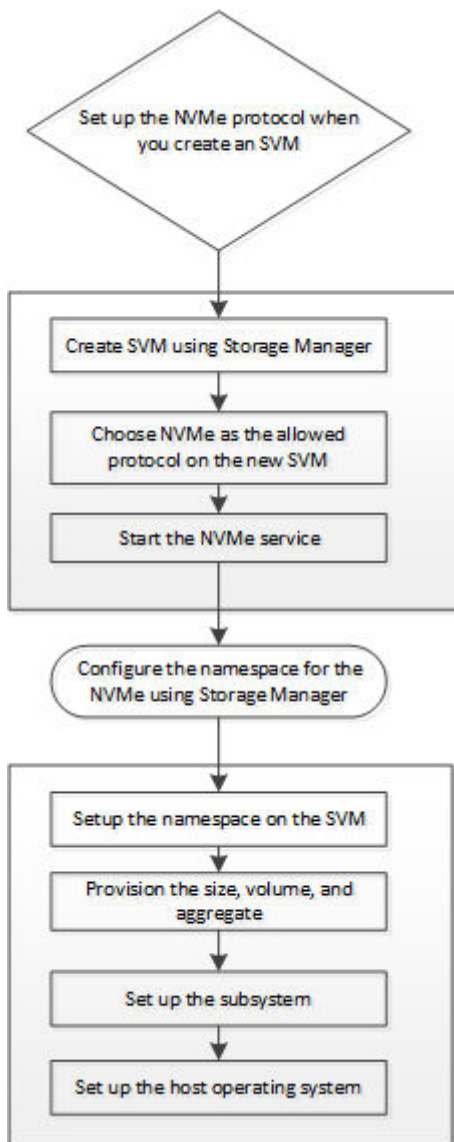 Set up the NVMe protocol when
you create an SVM
Create SVM using Storage Manager
Choose NVMe as the allowed
protocol on the new SVM
Start the NVMe service
Configure the namespace for the
NVMe using Storage Manager
Setup the namespace on the SVM
Provision the size, volume, and
aggregate
Set up the subsystem
Set up the host operating system